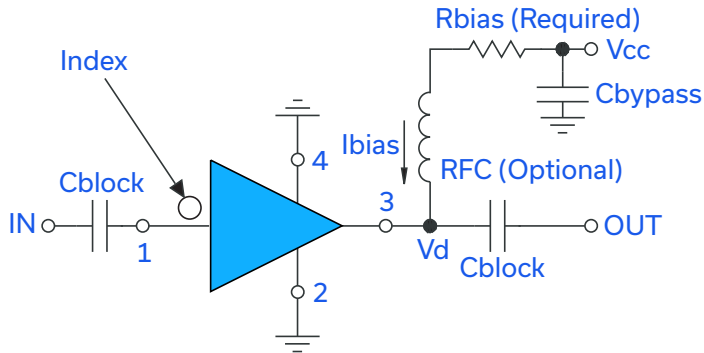 Rbias (Required)
Vcc
Index
Cbypass
Ibias
4
RFC (Optional)
Cblock
3
IN
1
Vd
OUT
Cblock
2